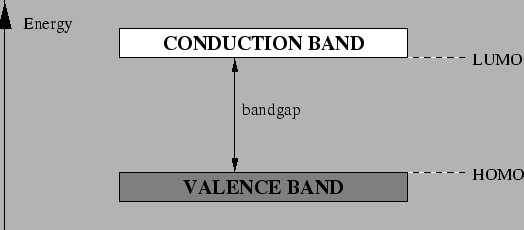 Energy
CONDUCTION BAND
LUMO
bandgap
HOMO
VALENCE BAND